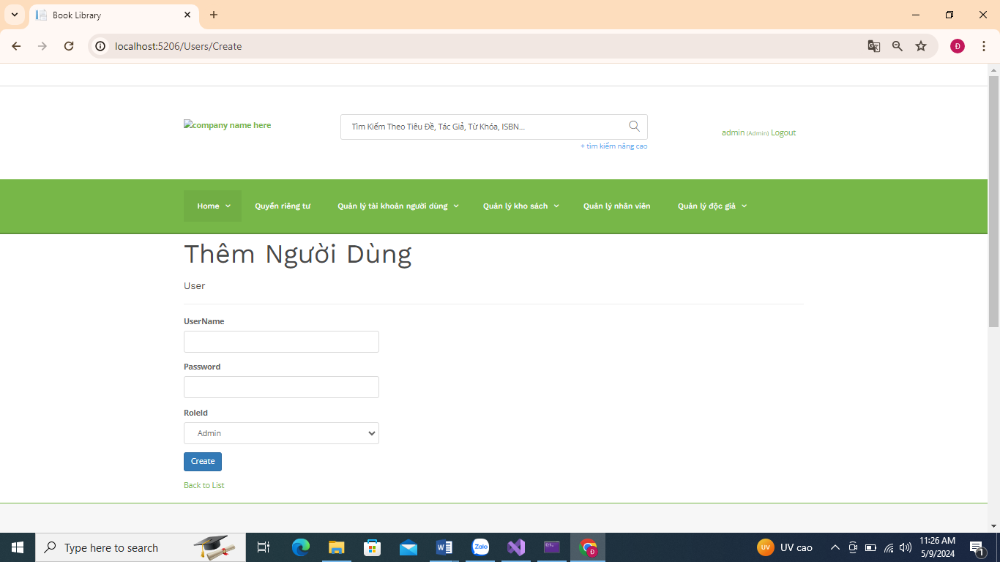 Book Library
localhost:5206/Users/Create
Đ
company name here
Tìm Kiếm Theo Tiêu Đề, Tác Giả, Từ Khóa, ISBN...
+ tìm kiếm nâng cao
admin (Admin) Logout
Home Quyền riêng tư Quản lý tài khoản người dùng Quản lý kho sách Quản lý nhân viên Quản lý độc giả
Thêm Người Dùng
User
UserName
Password
RoleId
Admin
Create
Back to List
Type here to search
Zalo
Đ
UV
UV cao
11:26 AM
5/9/2024
1